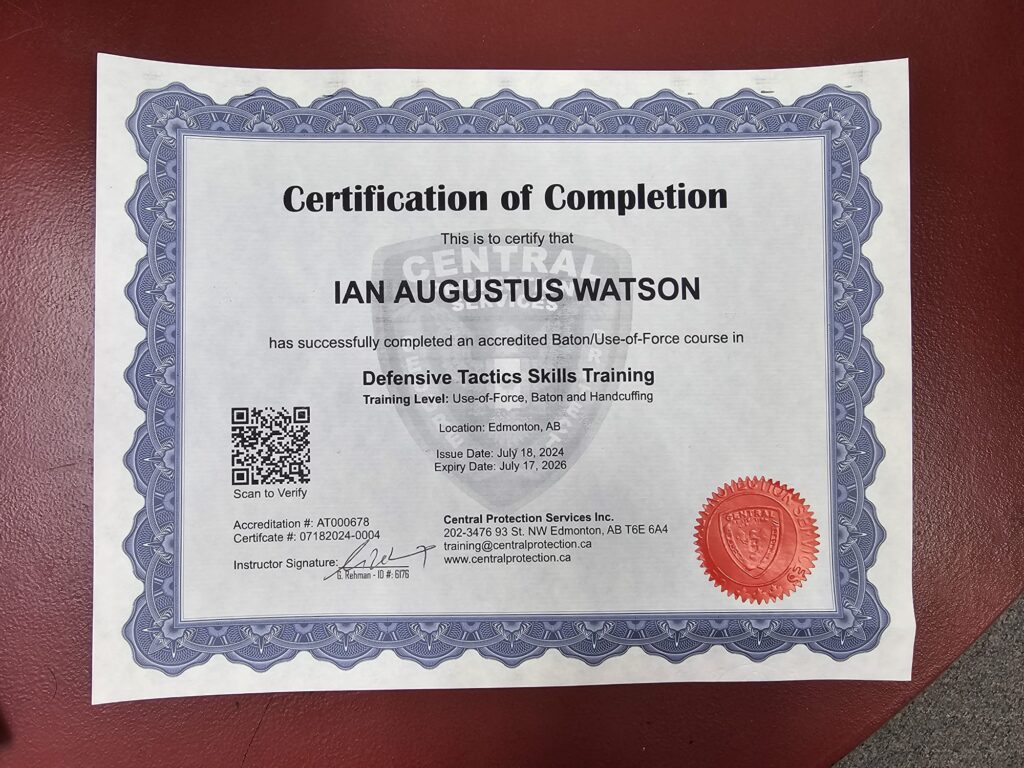 Certification of Completion
This is to certify that
CENTRAL
IAN AUGUSTUS WATSON
SERVICES
has successfully completed an accredited Baton/Use-of-Force course in
Defensive Tactics Skills Training
Training Level: Use-of-Force, Baton and Handcuffing
Location: Edmonton, AB
Issue Date: July 18, 2024
Expiry Date: July 17, 2026
Scan to Verify
Accreditation #: AT000678
Certifcate #: 07182024-0004
Instructor Signature:
G. Rehman - ID #: 6176
Central Protection Services Inc.
202-3476 93 St. NW Edmonton, AB T6E 6A4
training@centralprotection.ca
www.centralprotection.ca
CENTRAL